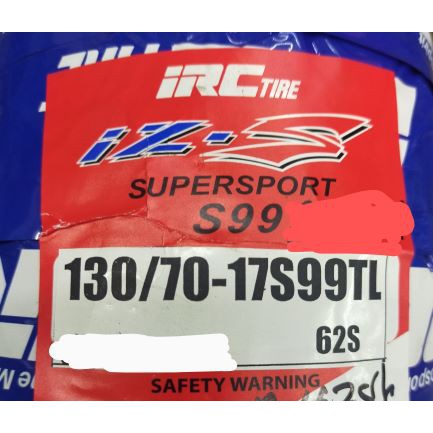 iRC TIRE
iZ-S
SUPERSPORT
S99
130/70-17S99TL
62S
SAFETY WARNING